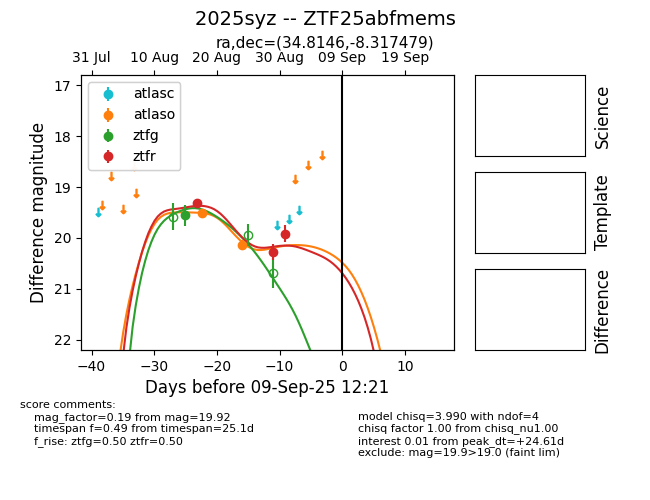 2025syz -- ZTF25abfmems
ra,dec=(34.8146,-8.317479)
31 Jul 10 Aug 20 Aug 30 Aug 09 Sep 19 Sep
atlasc
atlaso
ztfg
ztfr
17
18
19
20
21
22
Difference magnitude
−40 −30 −20 −10 0 10
Days before 09-Sep-25 12:21
Science
Template
Difference
score comments:
mag_factor=0.19 from mag=19.92
timespan f=0.49 from timespan=25.1d
f_rise: ztfg=0.50 ztfr=0.50
model chisq=3.990 with ndof=4
chisq factor 1.00 from chisq_nu1.00
interest 0.01 from peak_dt=+24.61d
exclude: mag=19.9>19.0 (faint lim)